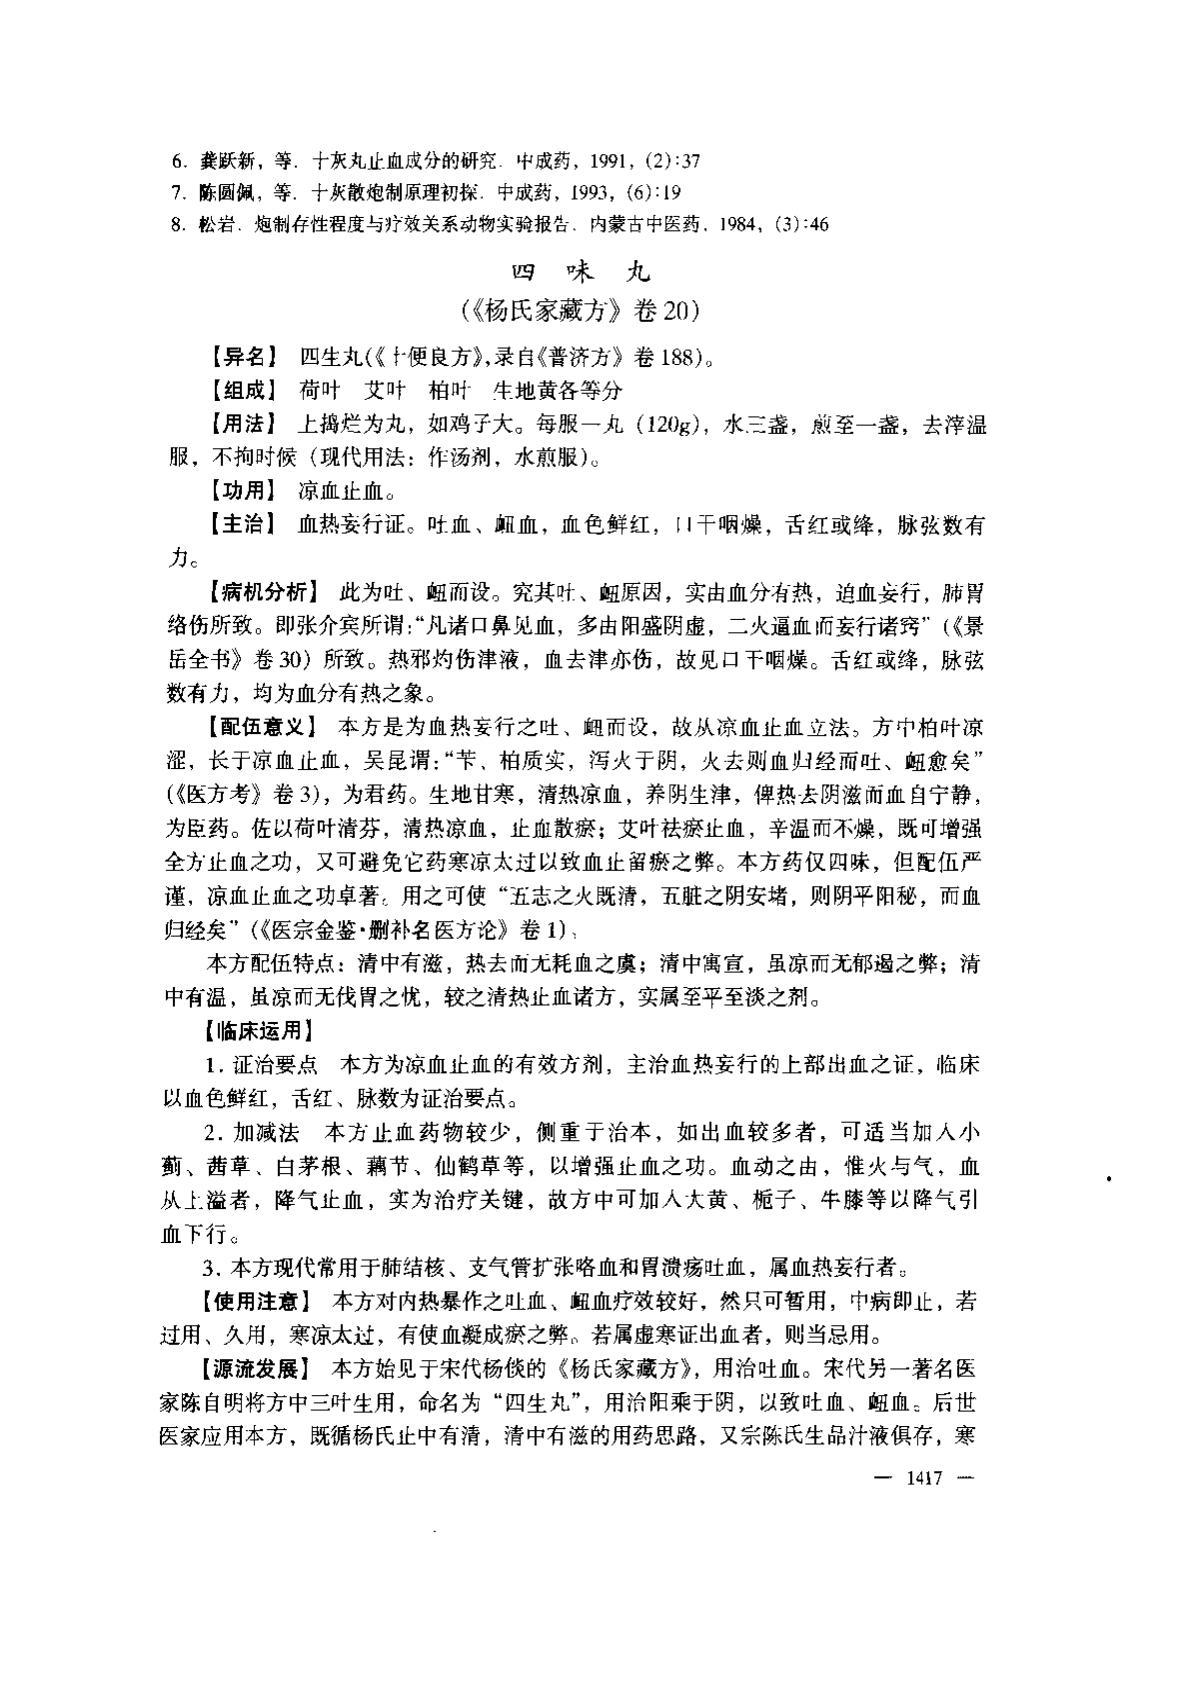 6. 龚跃新，等. 十灰丸止血成分的研究. 中成药，1991，(2):37
7. 陈圆佩，等. 十灰散炮制原理初探. 中成药，1993，(6):19
8. 松岩. 炮制存性程度与疗效关系动物实验报告. 内蒙古中医药. 1984，(3):46
四 味 丸
(《杨氏家藏方》卷 20)
【异名】 四生丸(《十便良方》,录自《普济方》卷 188)。
【组成】 荷叶 艾叶 柏叶 生地黄各等分
【用法】 上捣烂为丸，如鸡子大。每服一丸（120g)，水三盏，煎至一盏，去滓温
服，不拘时候（现代用法：作汤剂，水煎服)。
【功用】 凉血止血。
【主治】 血热妄行证。吐血、衄血，血色鲜红，口干咽燥，舌红或绛，脉弦数有
力。
【病机分析】 此为吐、衄而设。究其吐、衄原因，实由血分有热，迫血妄行，肺胃
络伤所致。即张介宾所谓:“凡诸口鼻见血，多由阳盛阴虚，二火逼血而妄行诸窍”(《景
岳全书》卷 30）所致。热邪灼伤津液，血去津亦伤，故见口干咽燥。舌红或绛，脉弦
数有力，均为血分有热之象。
【配伍意义】 本方是为血热妄行之吐、衄而设，故从凉血止血立法。方中柏叶凉
涩，长于凉血止血，吴昆谓:“苄、柏质实，泻火于阴，火去则血归经而吐、衄愈矣”
(《医方考》卷 3)，为君药。生地甘寒，清热凉血，养阴生津，俾热去阴滋而血自宁静,
为臣药。佐以荷叶清芬，清热凉血，止血散瘀；艾叶祛瘀止血，辛温而不燥，既可增强
全方止血之功，又可避免它药寒凉太过以致血止留瘀之弊。本方药仅四味，但配伍严
谨，凉血止血之功卓著。用之可使“五志之火既清，五脏之阴安堵，则阴平阳秘，而血
归经矣”(《医宗金鉴·删补名医方论》卷 1)。
本方配伍特点：清中有滋，热去而无耗血之虞；清中寓宣，虽凉而无郁遏之弊；清
中有温，虽凉而无伐胃之忧，较之清热止血诸方，实属至平至淡之剂。
【临床运用】
1. 证治要点 本方为凉血止血的有效方剂，主治血热妄行的上部出血之证，临床
以血色鲜红，舌红、脉数为证治要点。
2. 加减法 本方止血药物较少，侧重于治本，如出血较多者，可适当加入小
蓟、茜草、白茅根、藕节、仙鹤草等，以增强止血之功。血动之由，惟火与气，血
从上溢者，降气止血，实为治疗关键，故方中可加入大黄、栀子、牛膝等以降气引
血下行。
3. 本方现代常用于肺结核、支气管扩张咯血和胃溃疡吐血，属血热妄行者。
【使用注意】 本方对内热暴作之吐血、衄血疗效较好，然只可暂用，中病即止，若
过用、久用，寒凉太过，有使血凝成瘀之弊。若属虚寒证出血者，则当忌用。
【源流发展】 本方始见于宋代杨倓的《杨氏家藏方》，用治吐血。宋代另一著名医
家陈自明将方中三叶生用，命名为“四生丸”，用治阳乘于阴，以致吐血、衄血。后世
医家应用本方，既循杨氏止中有清，清中有滋的用药思路，又宗陈氏生品汁液俱存，寒
— 1417 —